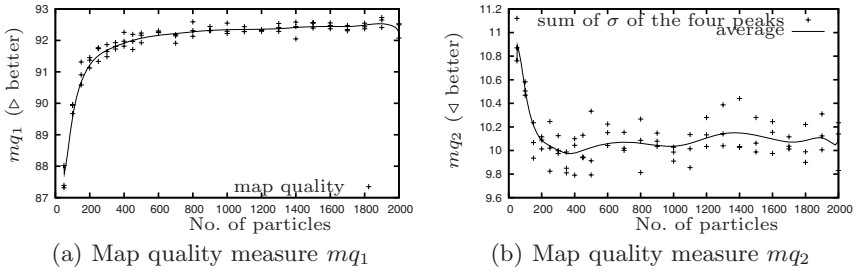 93
92
91
90
89
88
87
mq₁ (▷ better)
map quality
0 200 400 600 800 1000 1200 1400 1600 1800 2000
No. of particles
(a) Map quality measure mq₁
11.2
11
10.8
10.6
10.4
10.2
10
9.8
9.6
mq₂ (◁ better)
sum of σ of the four peaks
average
0 200 400 600 800 1000 1200 1400 1600 1800 2000
No. of particles
(b) Map quality measure mq₂